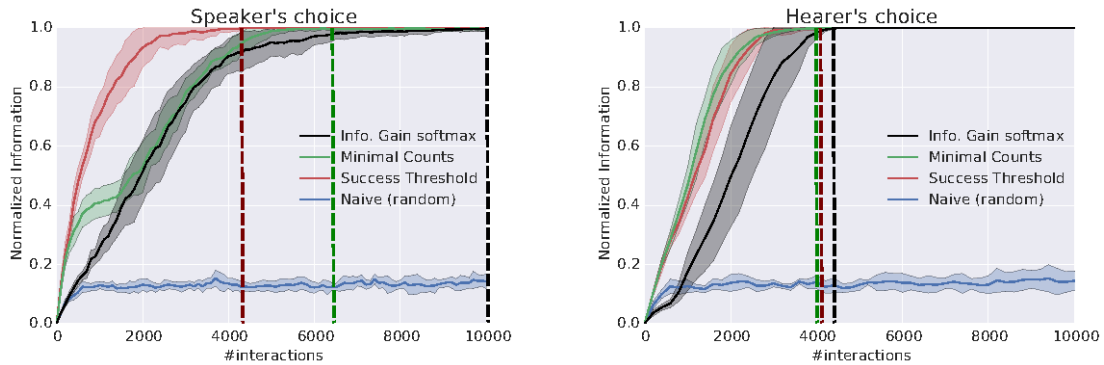 Speaker's choice
1.0
0.8
0.6
0.4
0.2
0.0
Normalized Information
Info. Gain softmax
Minimal Counts
Success Threshold
Naive (random)
0 2000 4000 6000 8000 10000
#interactions
Hearer's choice
1.0
0.8
0.6
0.4
0.2
0.0
Normalized Information
Info. Gain softmax
Minimal Counts
Success Threshold
Naive (random)
0 2000 4000 6000 8000 10000
#interactions